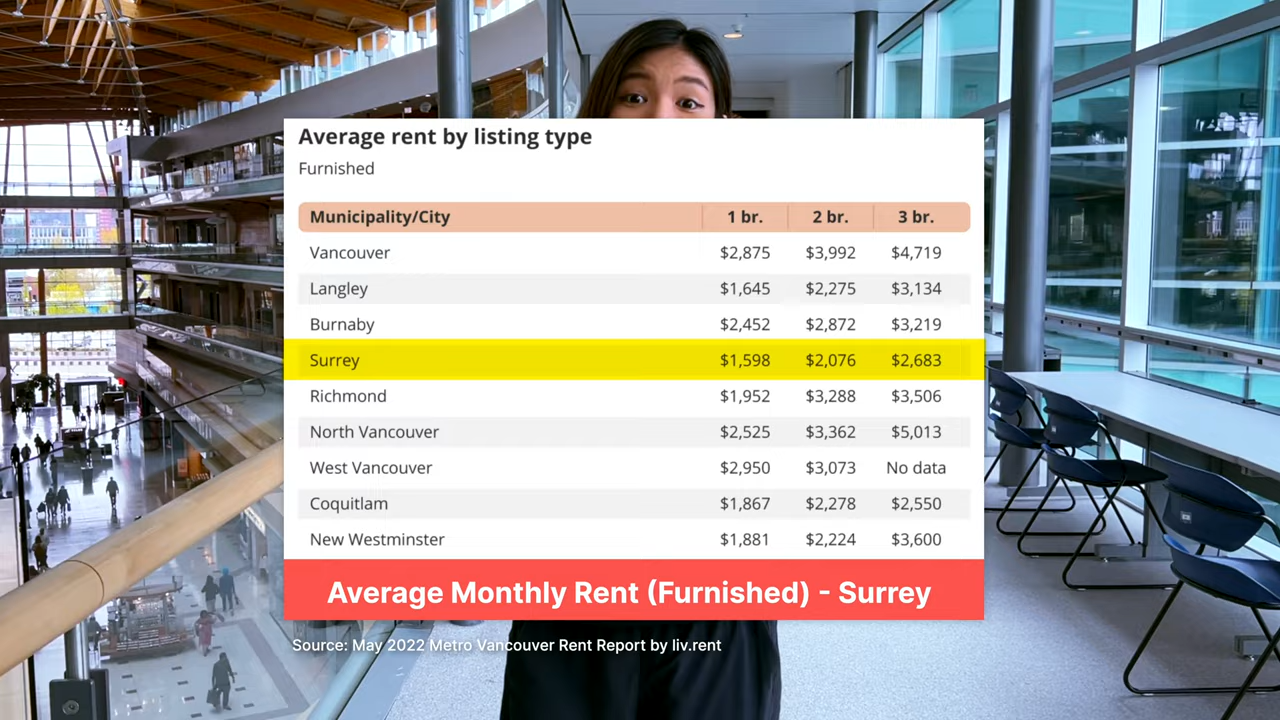 Average rent by listing type
Furnished
Municipality/City 1 br. 2 br. 3 br.
Vancouver $2,875 $3,992 $4,719
Langley $1,645 $2,275 $3,134
Burnaby $2,452 $2,872 $3,219
Surrey $1,598 $2,076 $2,683
Richmond $1,952 $3,288 $3,506
North Vancouver $2,525 $3,362 $5,013
West Vancouver $2,950 $3,073 No data
Coquitlam $1,867 $2,278 $2,550
New Westminster $1,881 $2,224 $3,600
Average Monthly Rent (Furnished) - Surrey
Source: May 2022 Metro Vancouver Rent Report by liv.rent